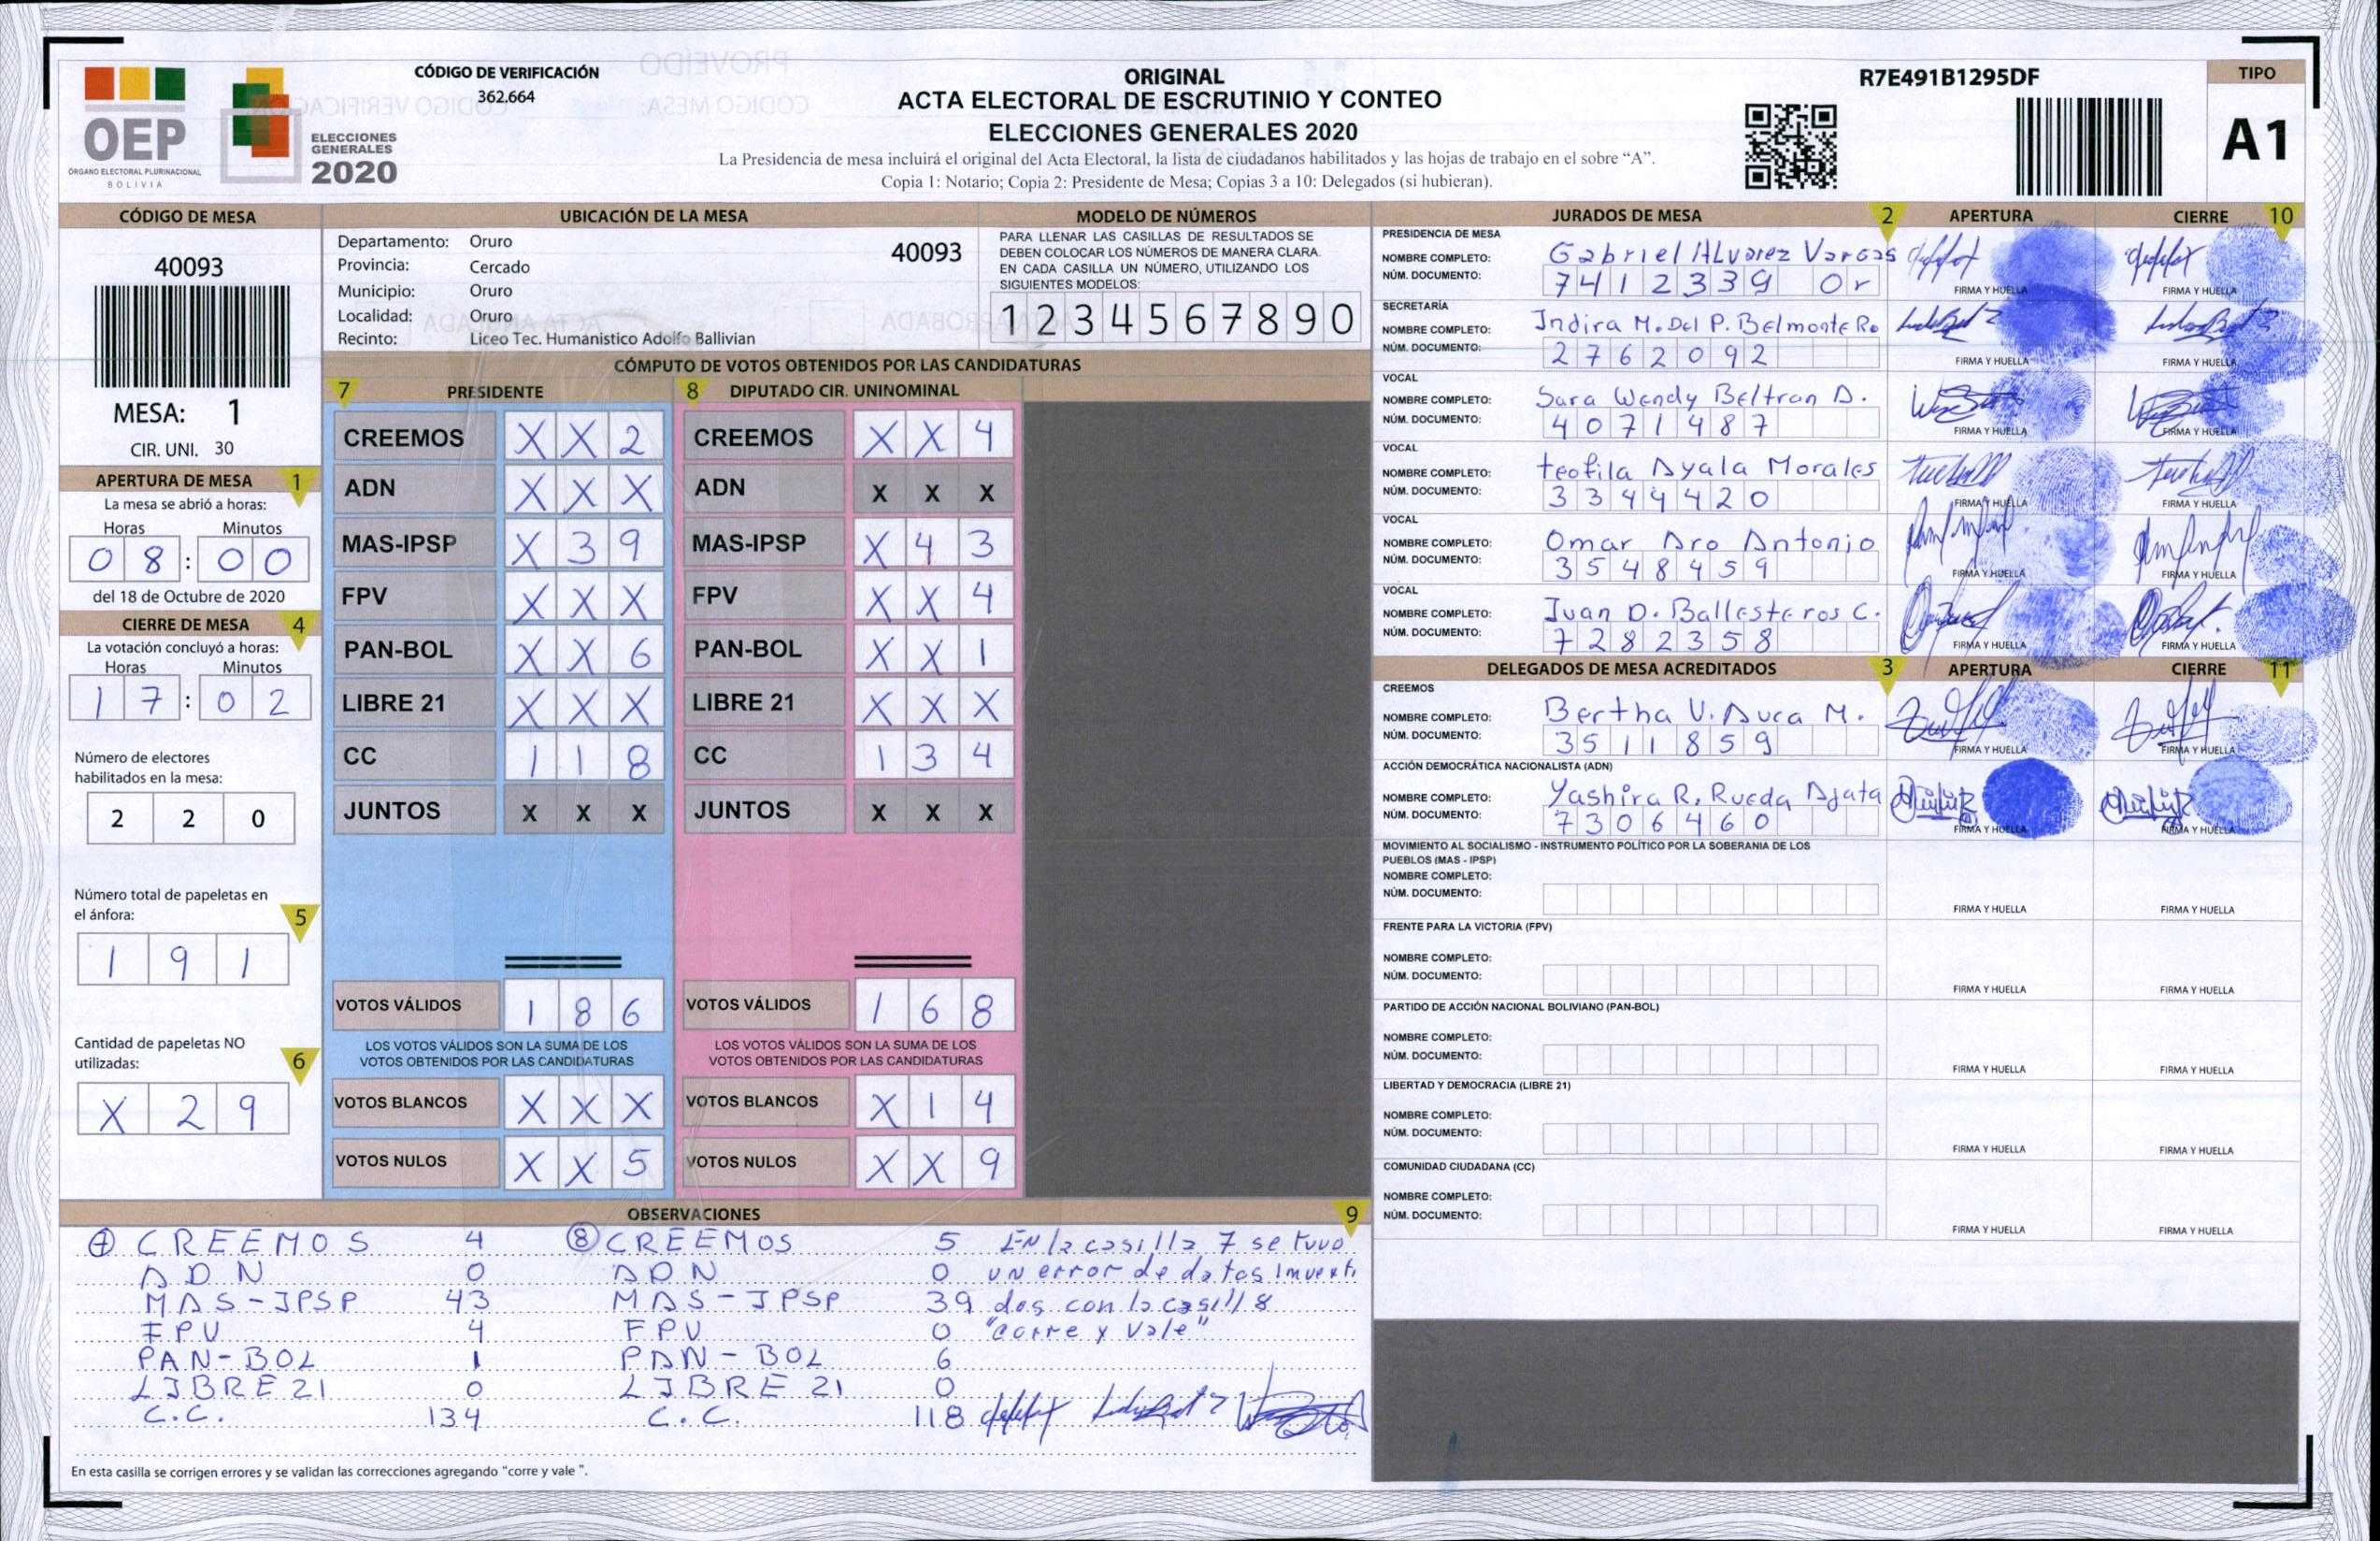 CÓDIGO DE VERIFICACIÓN
362.664
OEP
ÓRGANO ELECTORAL PLURINACIONAL
BOLIVIA
ELECCIONES
GENERALES
2020
ORIGINAL
ACTA ELECTORAL DE ESCRUTINIO Y CONTEO
ELECCIONES GENERALES 2020
La Presidencia de mesa incluirá el original del Acta Electoral, la lista de ciudadanos habilitados y las hojas de trabajo en el sobre “A”.
Copia 1: Notario; Copia 2: Presidente de Mesa; Copias 3 a 10: Delegados (si hubieran).
R7E491B1295DF
TIPO
A1
CÓDIGO DE MESA
40093
MESA: 1
CIR. UNI. 30
APERTURA DE MESA 1
La mesa se abrió a horas:
Horas Minutos
0 8 : 0 0
del 18 de Octubre de 2020
CIERRE DE MESA 4
La votación concluyó a horas:
Horas Minutos
1 7 : 0 2
Número de electores
habilitados en la mesa:
2 2 0
Número total de papeletas en
el ánfora: 5
1 9 1
Cantidad de papeletas NO
utilizadas: 6
X 2 9
UBICACIÓN DE LA MESA
Departamento: Oruro 40093
Provincia: Cercado
Municipio: Oruro
Localidad: Oruro
Recinto: Liceo Tec. Humanistico Adolfo Ballivian
MODELO DE NÚMEROS
PARA LLENAR LAS CASILLAS DE RESULTADOS SE
DEBEN COLOCAR LOS NÚMEROS DE MANERA CLARA.
EN CADA CASILLA UN NÚMERO, UTILIZANDO LOS
SIGUIENTES MODELOS:
1 2 3 4 5 6 7 8 9 0
CÓMPUTO DE VOTOS OBTENIDOS POR LAS CANDIDATURAS
7 PRESIDENTE 8 DIPUTADO CIR. UNINOMINAL
CREEMOS X X 2 CREEMOS X X 4
ADN X X X ADN X X X
MAS-IPSP X 3 9 MAS-IPSP X 4 3
FPV X X X FPV X X 4
PAN-BOL X X 6 PAN-BOL X X 1
LIBRE 21 X X X LIBRE 21 X X X
CC 1 1 8 CC 1 3 4
JUNTOS X X X JUNTOS X X X
VOTOS VÁLIDOS 1 8 6 VOTOS VÁLIDOS 1 6 8
LOS VOTOS VÁLIDOS SON LA SUMA DE LOS LOS VOTOS VÁLIDOS SON LA SUMA DE LOS
VOTOS OBTENIDOS POR LAS CANDIDATURAS VOTOS OBTENIDOS POR LAS CANDIDATURAS
VOTOS BLANCOS X X X VOTOS BLANCOS X 1 4
VOTOS NULOS X X 5 VOTOS NULOS X X 9
OBSERVACIONES 9
7 CREEMOS 4 8 CREEMOS 5 EN la casilla 7 se tuvo
ADN 0 ADN 0 UN error de datos inverti
MAS-IPSP 43 MAS-IPSP 39 dos con la casill 8
FPV 4 FPV 0 "corre y vale"
PAN-BOL 1 PAN-BOL 6
LIBRE 21 0 LIBRE 21 0
C.C. 134 C.C. 118
En esta casilla se corrigen errores y se validan las correcciones agregando “corre y vale ”.
JURADOS DE MESA 2 APERTURA CIERRE 10
PRESIDENCIA DE MESA
NOMBRE COMPLETO: Gabriel ALvarez Vargas
NÚM. DOCUMENTO: 7412339 Or
FIRMA Y HUELLA FIRMA Y HUELLA
SECRETARÍA
NOMBRE COMPLETO: Indira M. Del P. Belmonte Ro
NÚM. DOCUMENTO: 2762092
FIRMA Y HUELLA FIRMA Y HUELLA
VOCAL
NOMBRE COMPLETO: Sara Wendy Beltran A.
NÚM. DOCUMENTO: 4071487
FIRMA Y HUELLA FIRMA Y HUELLA
VOCAL
NOMBRE COMPLETO: Teofila Ayala Morales
NÚM. DOCUMENTO: 3344420
FIRMA Y HUELLA FIRMA Y HUELLA
VOCAL
NOMBRE COMPLETO: Omar Aro Antonio
NÚM. DOCUMENTO: 3548459
FIRMA Y HUELLA FIRMA Y HUELLA
VOCAL
NOMBRE COMPLETO: Juan D. Ballesteros C.
NÚM. DOCUMENTO: 7282358
FIRMA Y HUELLA FIRMA Y HUELLA
DELEGADOS DE MESA ACREDITADOS 3 APERTURA CIERRE 11
CREEMOS
NOMBRE COMPLETO: Bertha V. Auca M.
NÚM. DOCUMENTO: 3511859
FIRMA Y HUELLA FIRMA Y HUELLA
ACCIÓN DEMOCRÁTICA NACIONALISTA (ADN)
NOMBRE COMPLETO: Yashira R. Rueda Ajata
NÚM. DOCUMENTO: 7306460
FIRMA Y HUELLA FIRMA Y HUELLA
MOVIMIENTO AL SOCIALISMO - INSTRUMENTO POLÍTICO POR LA SOBERANIA DE LOS
PUEBLOS (MAS - IPSP)
NOMBRE COMPLETO:
NÚM. DOCUMENTO:
FIRMA Y HUELLA FIRMA Y HUELLA
FRENTE PARA LA VICTORIA (FPV)
NOMBRE COMPLETO:
NÚM. DOCUMENTO:
FIRMA Y HUELLA FIRMA Y HUELLA
PARTIDO DE ACCIÓN NACIONAL BOLIVIANO (PAN-BOL)
NOMBRE COMPLETO:
NÚM. DOCUMENTO:
FIRMA Y HUELLA FIRMA Y HUELLA
LIBERTAD Y DEMOCRACIA (LIBRE 21)
NOMBRE COMPLETO:
NÚM. DOCUMENTO:
FIRMA Y HUELLA FIRMA Y HUELLA
COMUNIDAD CIUDADANA (CC)
NOMBRE COMPLETO:
NÚM. DOCUMENTO:
FIRMA Y HUELLA FIRMA Y HUELLA